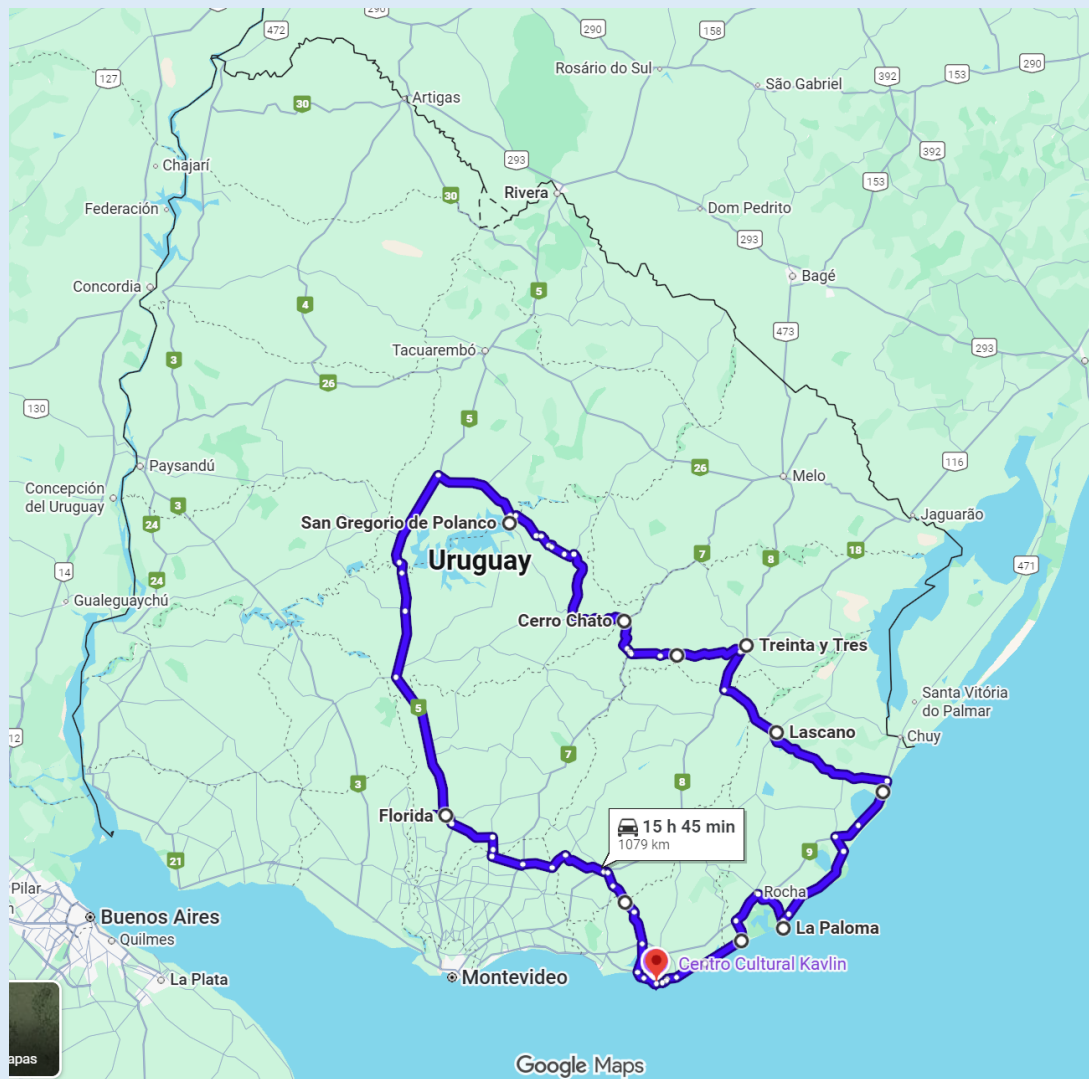 472
290
290
158
127
Rosário do Sul
São Gabriel
392
153
290
30
Artigas
293
392
Chajarí
153
Rivera
30
Federación
Dom Pedrito
293
Concordia
Bagé
5
4
473
3
Tacuarembó
293
26
130
5
Paysandú
26
Melo
116
Concepción
del Uruguay
3
24
San Gregorio de Polanco
Jaguarão
Uruguay
7
8
18
14
24
471
Gualeguaychú
Cerro Chato
Treinta y Tres
Santa Vitória
do Palmar
5
12
Lascano
Chuy
7
3
8
Florida
15 h 45 min
1079 km
9
21
Pilar
Rocha
Buenos Aires
La Paloma
Quilmes
Centro Cultural Kavlin
La Plata
Montevideo
apas
Google Maps